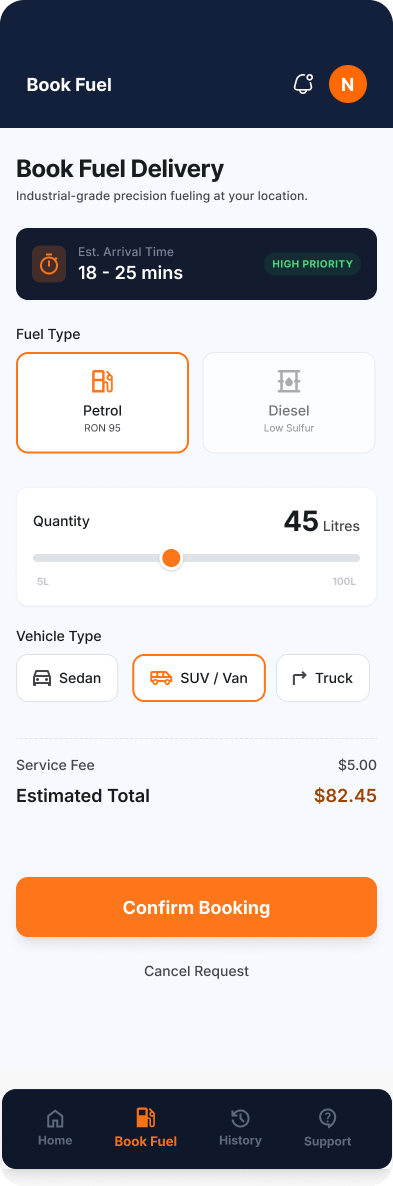 Book Fuel
N
Book Fuel Delivery
Industrial-grade precision fueling at your location.
Est. Arrival Time
18 - 25 mins
HIGH PRIORITY
Fuel Type
Petrol
RON 95
Diesel
Low Sulfur
Quantity
45 Litres
5L
100L
Vehicle Type
Sedan
SUV / Van
Truck
Service Fee
$5.00
Estimated Total
$82.45
Confirm Booking
Cancel Request
Home
Book Fuel
History
Support